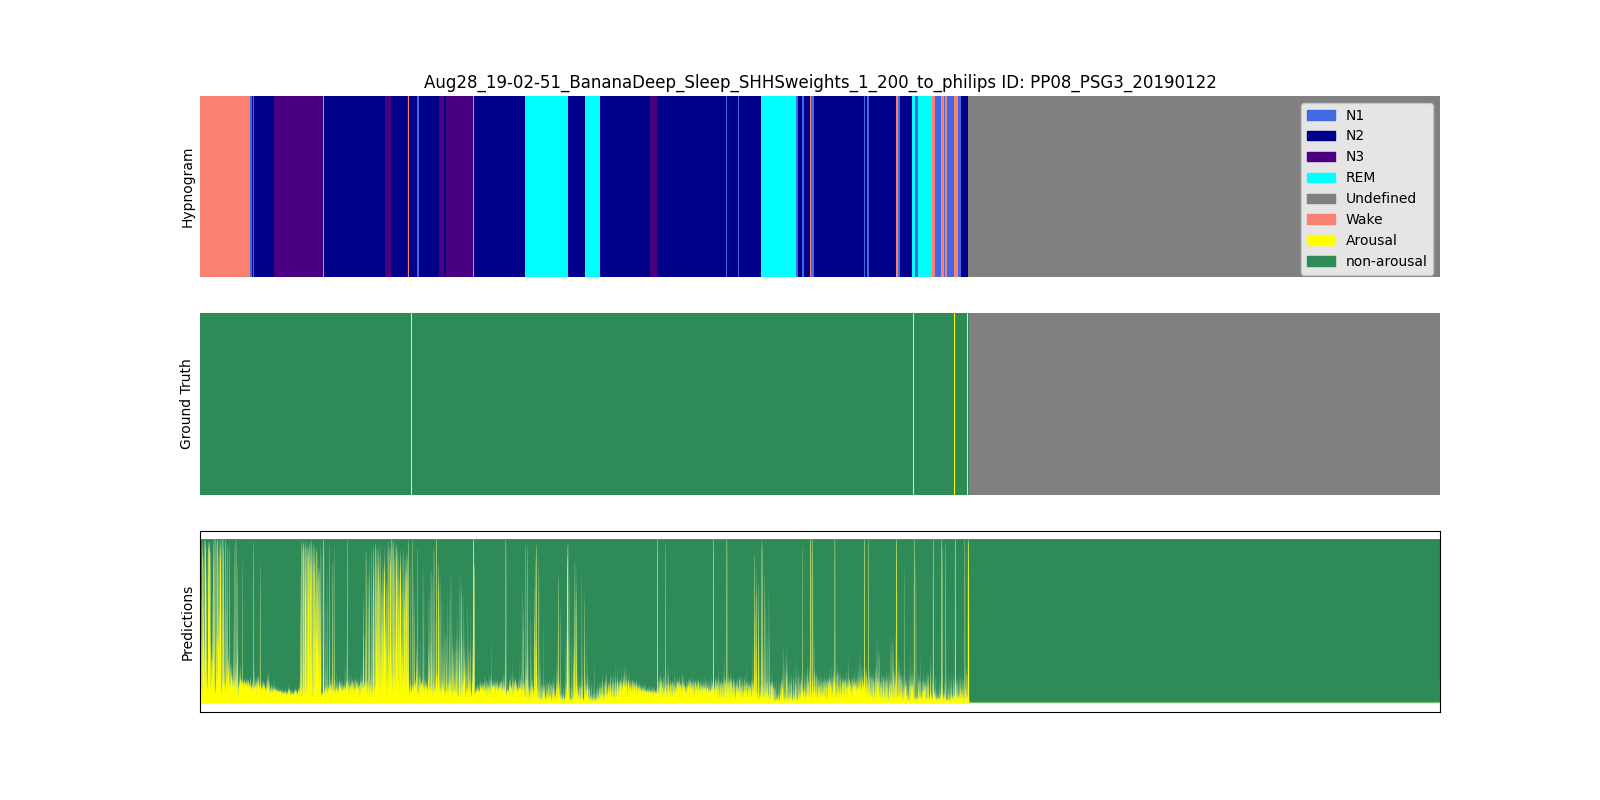 Aug28_19-02-51_BananaDeep_Sleep_SHHSweights_1_200_to_philips ID: PP08_PSG3_20190122
Hypnogram
N1
N2
N3
REM
Undefined
Wake
Arousal
non-arousal
Ground Truth
Predictions